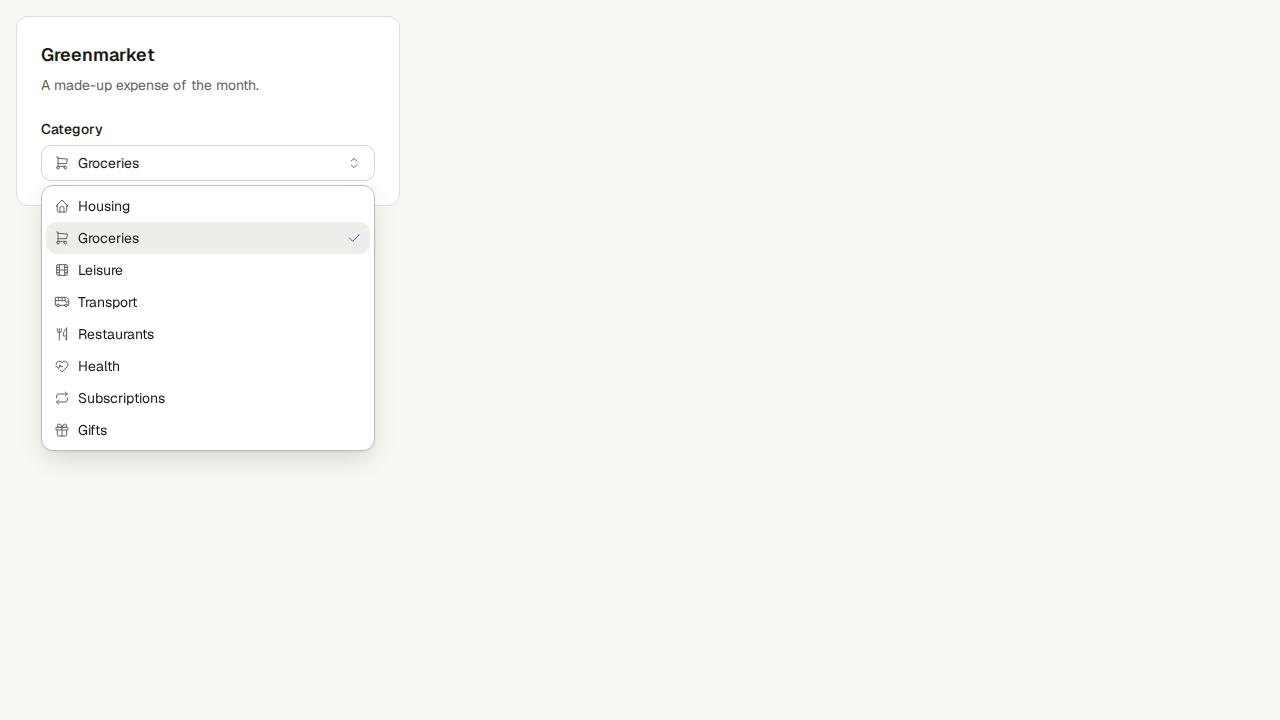 Greenmarket
A made-up expense of the month.
Category
Groceries
Housing
Groceries
Leisure
Transport
Restaurants
Health
Subscriptions
Gifts